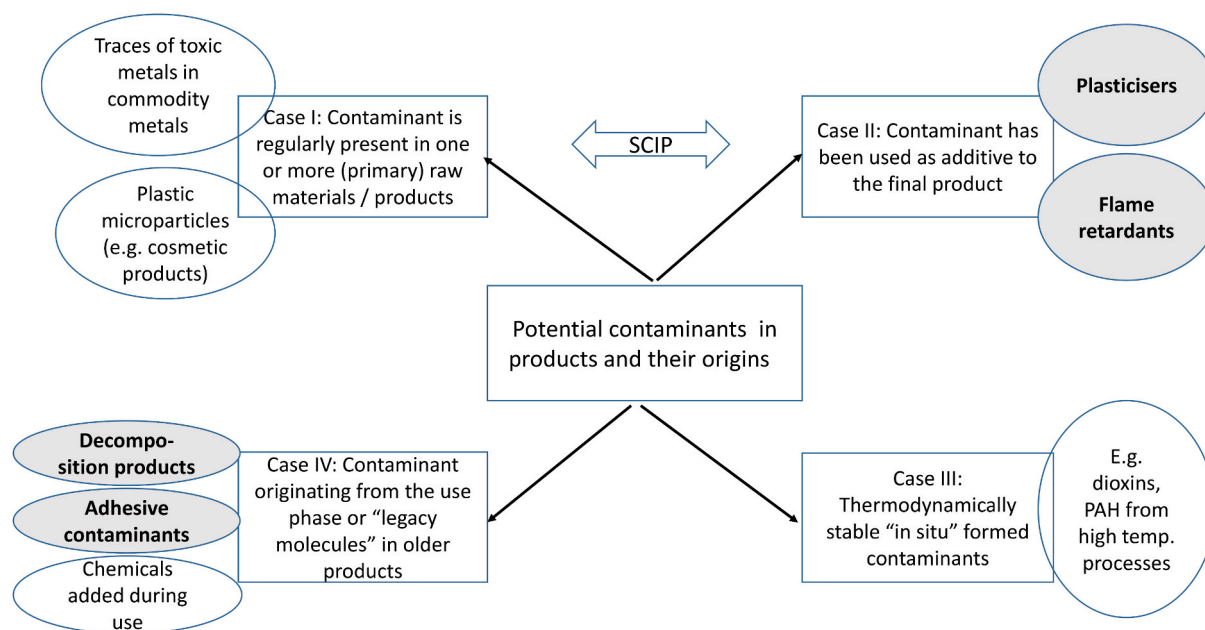 Traces of toxic
metals in
commodity
metals
Case I: Contaminant is
regularly present in one
or more (primary) raw
materials / products
Plastic
microparticles
(e.g. cosmetic
products)
SCIP
Plasticisers
Case II: Contaminant has
been used as additive to
the final product
Flame
retardants
Potential contaminants in
products and their origins
Decompo-
sition products
Adhesive
contaminants
Chemicals
added during
use
Case IV: Contaminant
originating from the use
phase or “legacy
molecules” in older
products
Case III:
Thermodynamically
stable “in situ” formed
contaminants
E.g.
dioxins,
PAH from
high temp.
processes